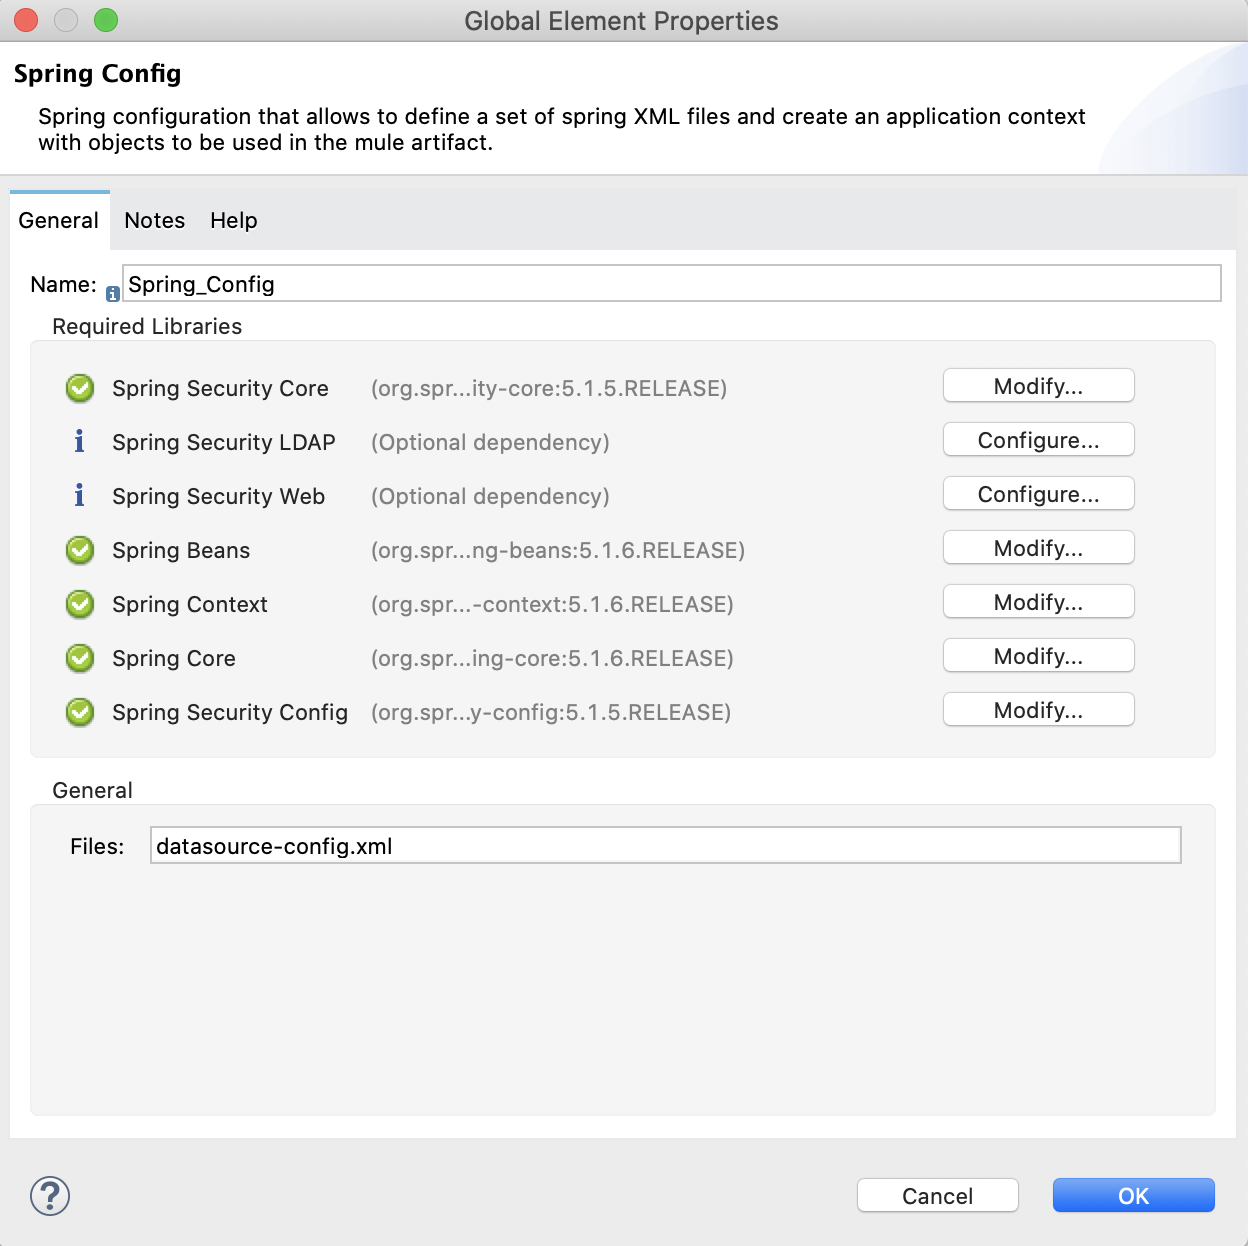 Global Element Properties
Spring Config
Spring configuration that allows to define a set of spring XML files and create an application context
with objects to be used in the mule artifact.
General Notes Help
Name: Spring_Config
Required Libraries
Spring Security Core (org.spr...ity-core:5.1.5.RELEASE) Modify...
Spring Security LDAP (Optional dependency) Configure...
Spring Security Web (Optional dependency) Configure...
Spring Beans (org.spr...ng-beans:5.1.6.RELEASE) Modify...
Spring Context (org.spr...-context:5.1.6.RELEASE) Modify...
Spring Core (org.spr...ing-core:5.1.6.RELEASE) Modify...
Spring Security Config (org.spr...y-config:5.1.5.RELEASE) Modify...
General
Files: datasource-config.xml
? Cancel OK